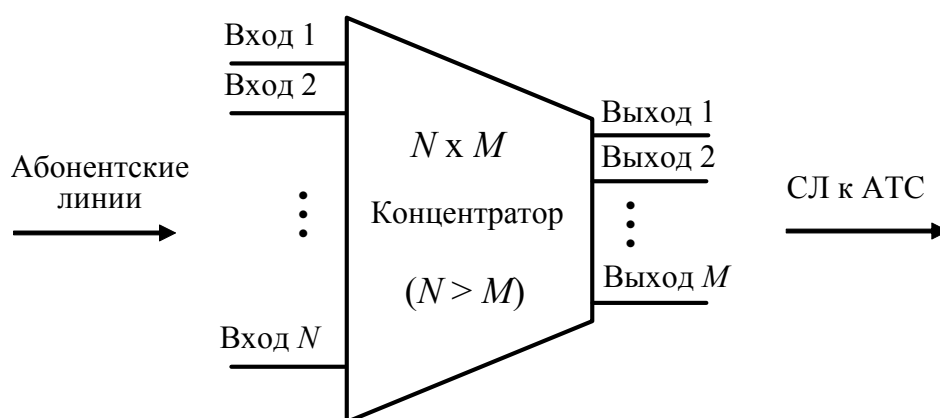 Вход 1
Вход 2
Абонентские
линии
Вход N
N x M
Концентратор
(N > M)
Выход 1
Выход 2
Выход M
СЛ к АТС